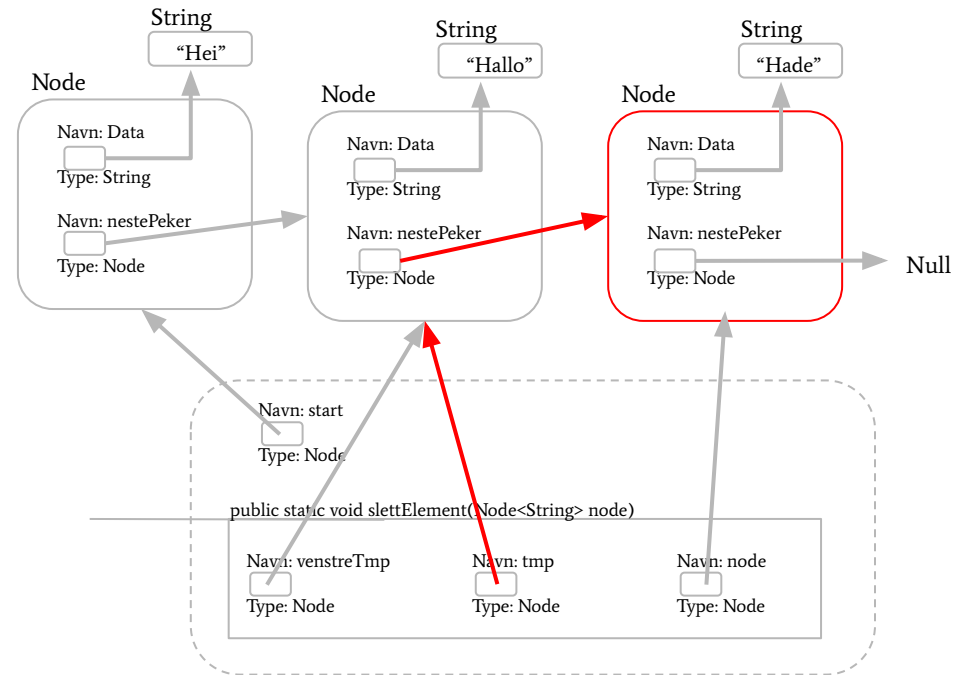 String
“Hei”
Node
Navn: Data
Type: String
Navn: nestePeker
Type: Node
String
“Hallo”
Node
Navn: Data
Type: String
Navn: nestePeker
Type: Node
String
“Hade”
Node
Navn: Data
Type: String
Navn: nestePeker
Type: Node
Null
Navn: start
Type: Node
public static void slettElement(Node<String> node)
Navn: venstreTmp
Type: Node
Navn: tmp
Type: Node
Navn: node
Type: Node